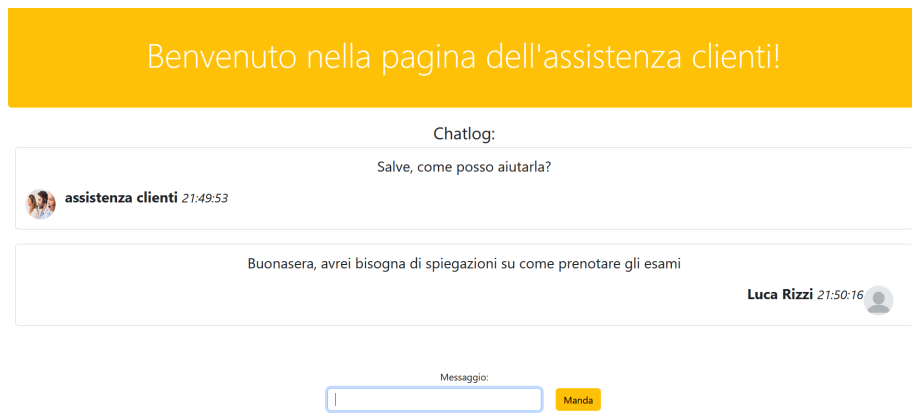 Benvenuto nella pagina dell'assistenza clienti!
Chatlog:
Salve, come posso aiutarla?
assistenza clienti 21:49:53
Buonasera, avrei bisogna di spiegazioni su come prenotare gli esami
Luca Rizzi 21:50:16
Messaggio:
Manda